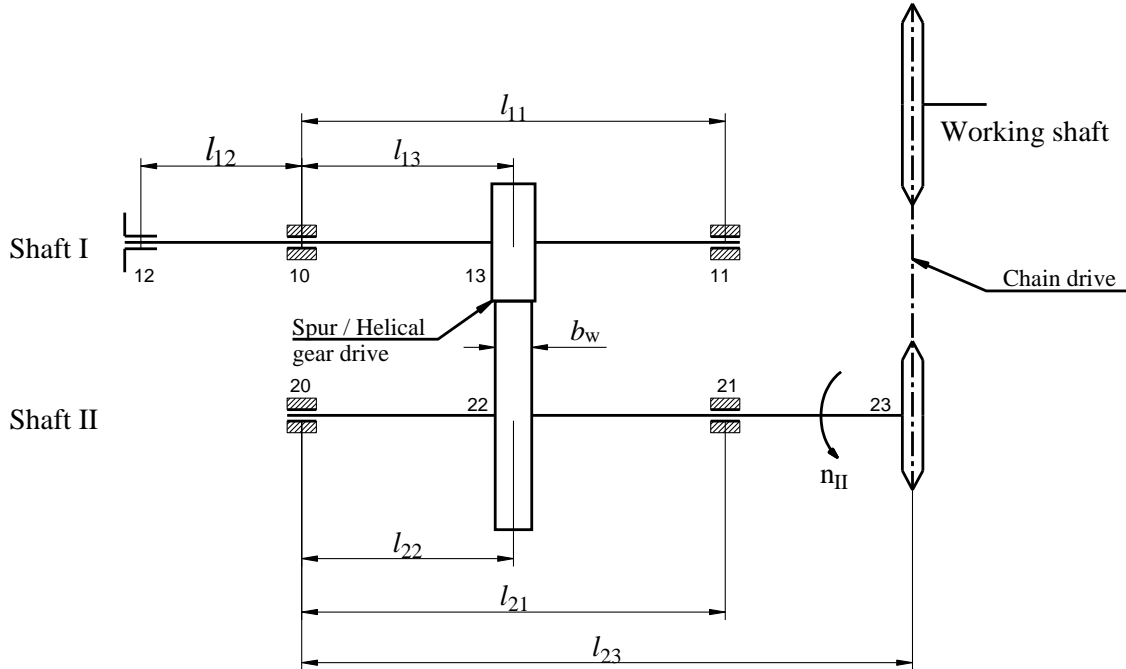 l11
Working shaft
l12
l13
Shaft I
12
10
13
11
Chain drive
Spur / Helical
gear drive
bw
20
21
Shaft II
22
23
nII
l22
l21
l23